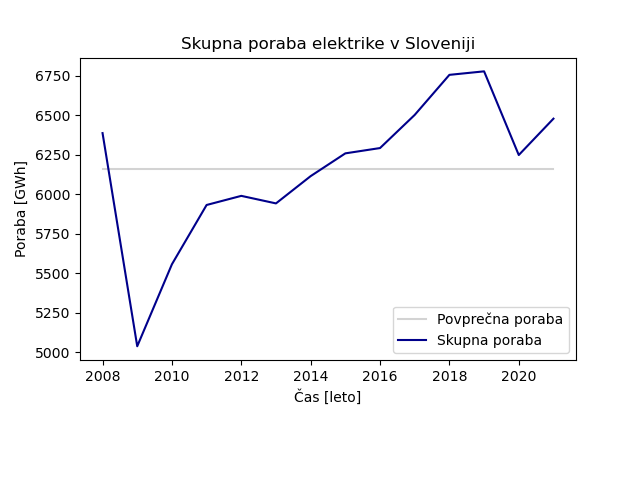 Skupna poraba elektrike v Sloveniji
6750
6500
6250
6000
5750
5500
5250
5000
Poraba [GWh]
Povprečna poraba
Skupna poraba
2008 2010 2012 2014 2016 2018 2020
Čas [leto]